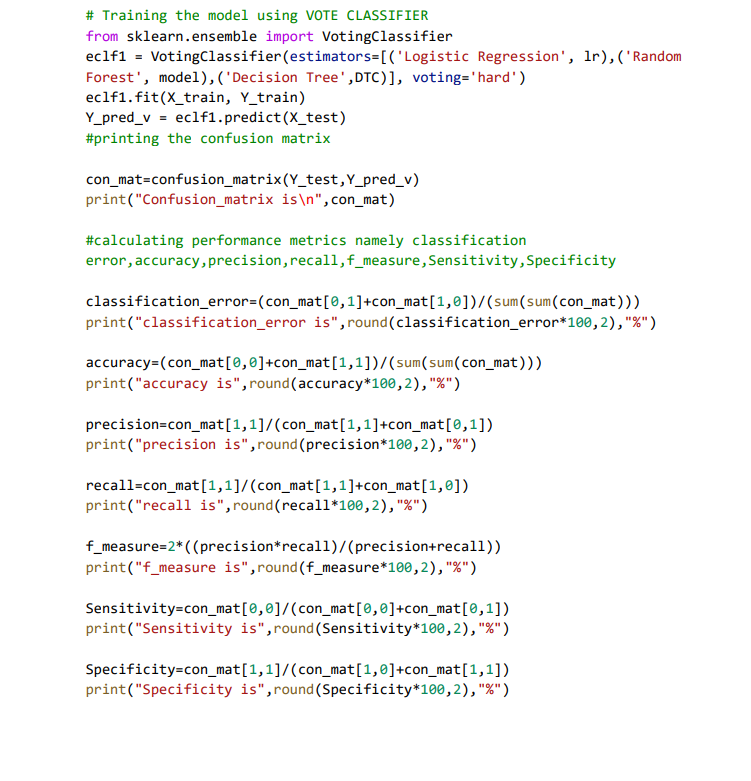 # Training the model using VOTE CLASSIFIER
from sklearn.ensemble import VotingClassifier
eclf1 = VotingClassifier(estimators=[('Logistic Regression', lr),('Random
Forest', model),('Decision Tree',DTC)], voting='hard')
eclf1.fit(X_train, Y_train)
Y_pred_v = eclf1.predict(X_test)
#printing the confusion matrix
con_mat=confusion_matrix(Y_test,Y_pred_v)
print("Confusion_matrix is\n",con_mat)
#calculating performance metrics namely classification
error,accuracy,precision,recall,f_measure,Sensitivity,Specificity
classification_error=(con_mat[0,1]+con_mat[1,0])/(sum(sum(con_mat)))
print("classification_error is",round(classification_error*100,2),"%")
accuracy=(con_mat[0,0]+con_mat[1,1])/(sum(sum(con_mat)))
print("accuracy is",round(accuracy*100,2),"%")
precision=con_mat[1,1]/(con_mat[1,1]+con_mat[0,1])
print("precision is",round(precision*100,2),"%")
recall=con_mat[1,1]/(con_mat[1,1]+con_mat[1,0])
print("recall is",round(recall*100,2),"%")
f_measure=2*((precision*recall)/(precision+recall))
print("f_measure is",round(f_measure*100,2),"%")
Sensitivity=con_mat[0,0]/(con_mat[0,0]+con_mat[0,1])
print("Sensitivity is",round(Sensitivity*100,2),"%")
Specificity=con_mat[1,1]/(con_mat[1,0]+con_mat[1,1])
print("Specificity is",round(Specificity*100,2),"%")